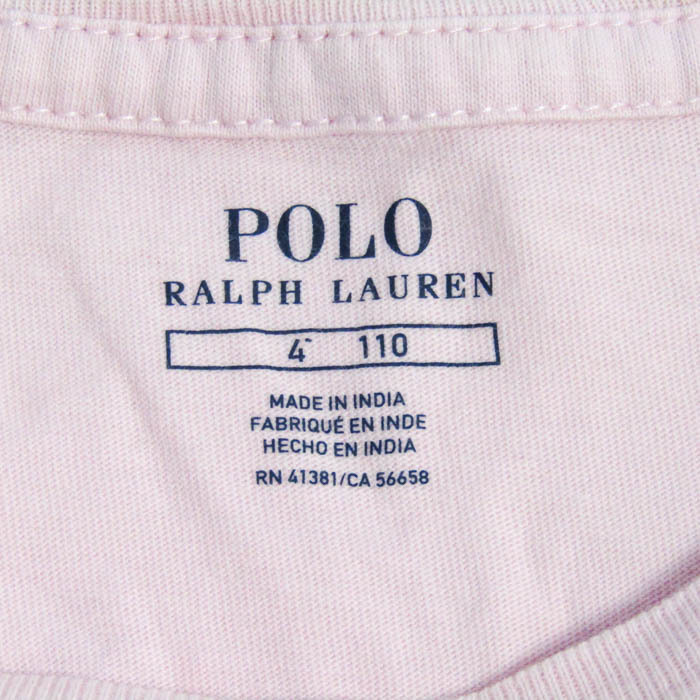 POLO
RALPH LAUREN
4 110
MADE IN INDIA
FABRIQUÉ EN INDE
HECHO EN INDIA
RN 41381/CA 56658